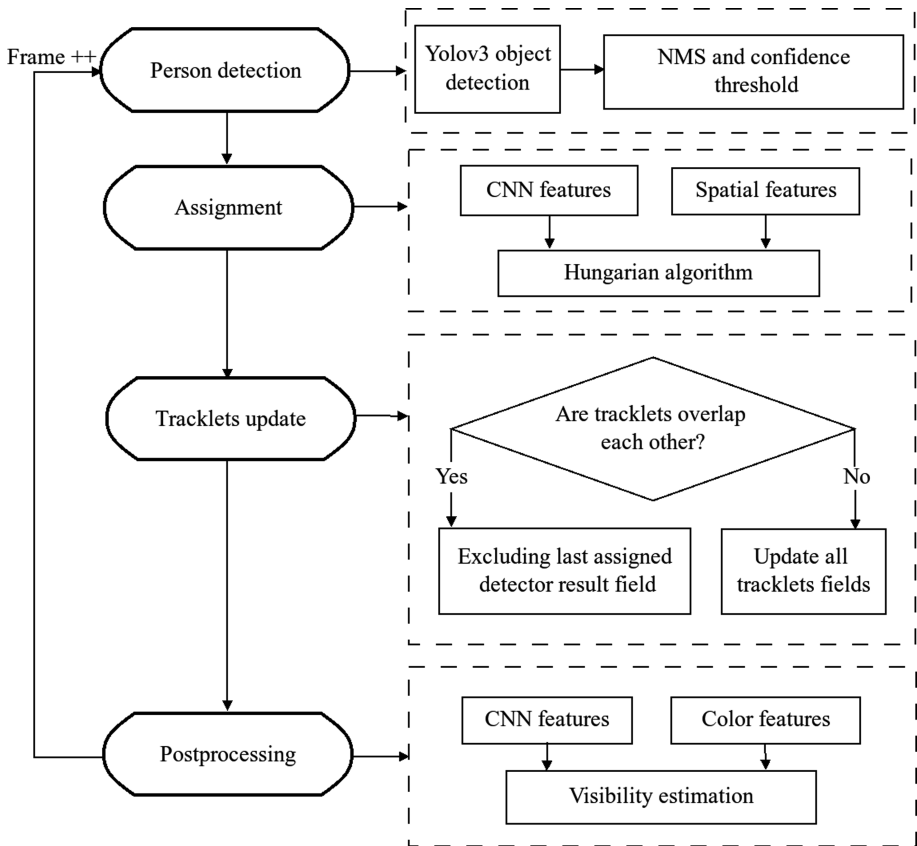 Frame ++
Person detection
Yolov3 object
detection
NMS and confidence
threshold
Assignment
CNN features
Spatial features
Hungarian algorithm
Tracklets update
Are tracklets overlap
each other?
Yes
No
Excluding last assigned
detector result field
Update all
tracklets fields
Postprocessing
CNN features
Color features
Visibility estimation